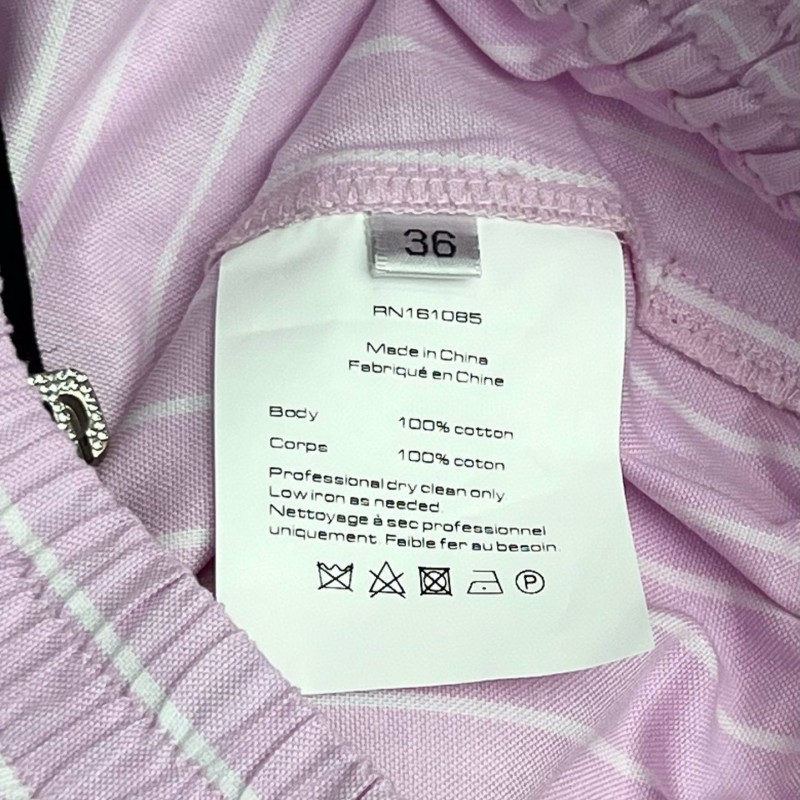 36
RN161085
Made in China
Fabriqué en Chine
Body 100% cotton
Corps 100% coton
Professional dry clean only
Low iron as needed.
Nettoyage à sec professionnel
uniquement. Faible fer au besoin.
P